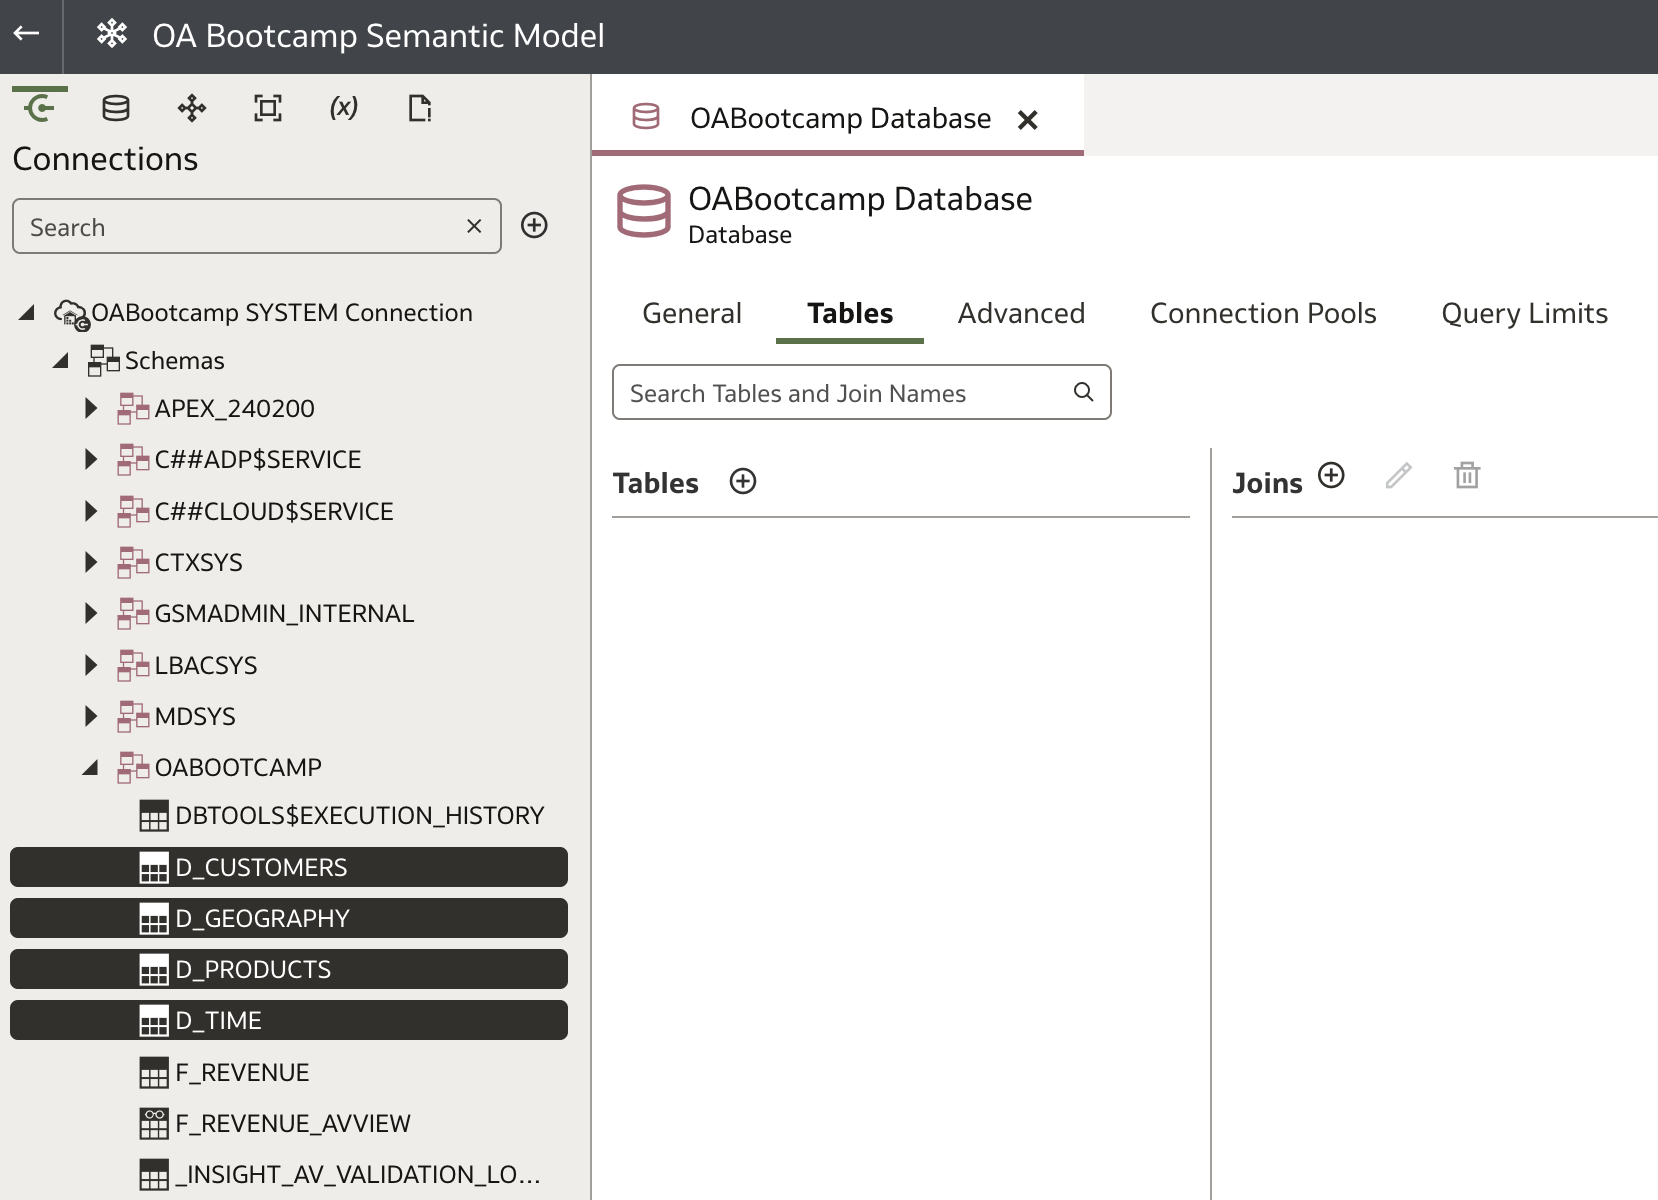 OA Bootcamp Semantic Model
(x)
Connections
Search
OABootcamp SYSTEM Connection
Schemas
APEX_240200
C##ADP$SERVICE
C##CLOUD$SERVICE
CTXSYS
GSMADMIN_INTERNAL
LBACSYS
MDSYS
OABOOTCAMP
DBTOOLS$EXECUTION_HISTORY
D_CUSTOMERS
D_GEOGRAPHY
D_PRODUCTS
D_TIME
F_REVENUE
F_REVENUE_AVVIEW
_INSIGHT_AV_VALIDATION_LO...
OABootcamp Database
OABootcamp Database
Database
General Tables Advanced Connection Pools Query Limits
Search Tables and Join Names
Tables
Joins